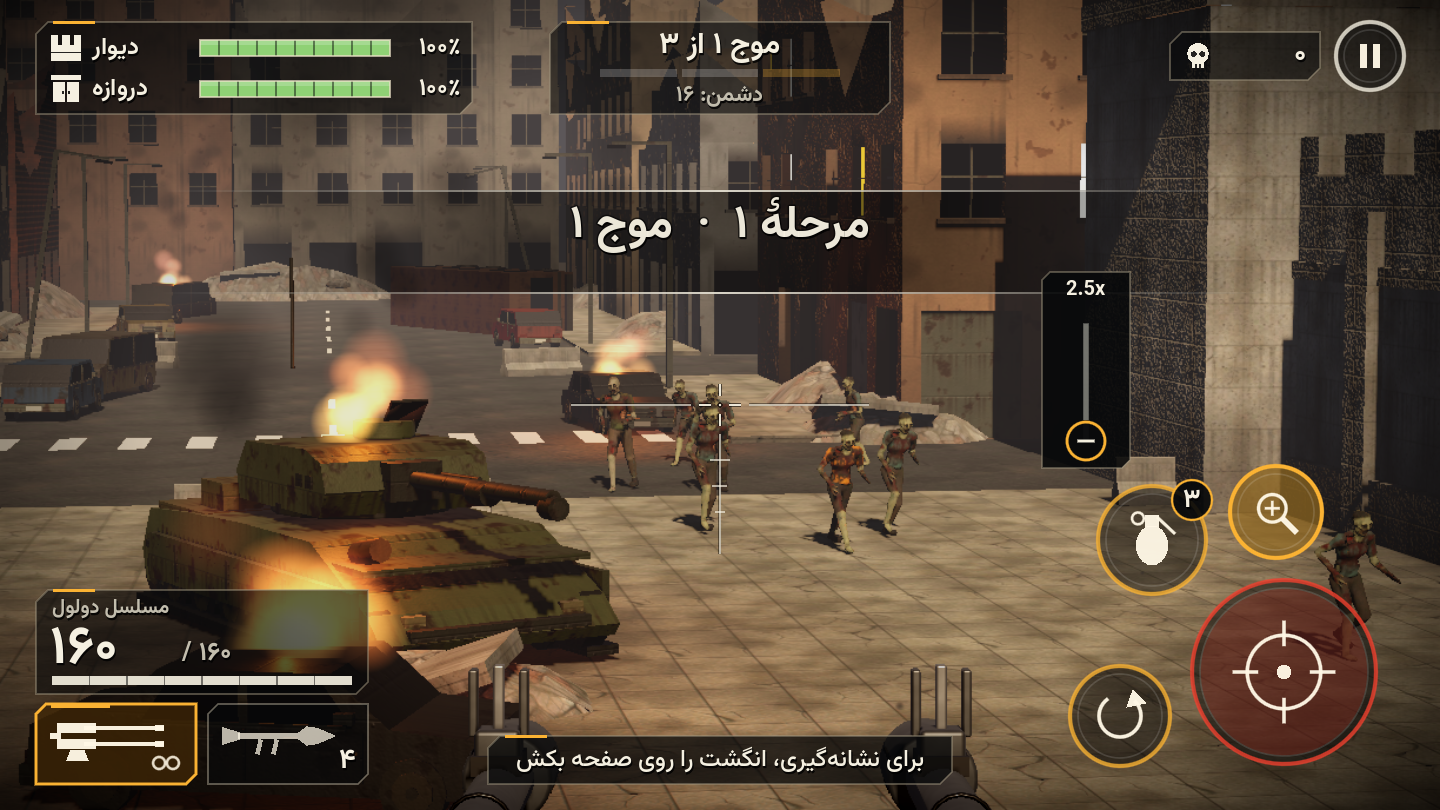 دیوار ۱۰۰٪
دروازه ۱۰۰٪
موج ۱ از ۳
دشمن: ۱۶
۰
مرحلهٔ ۱ · موج ۱
2.5x
۳
مسلسل دولول
۱۶۰ / ۱۶۰
∞
۴
برای نشانه‌گیری، انگشت را روی صفحه بکش